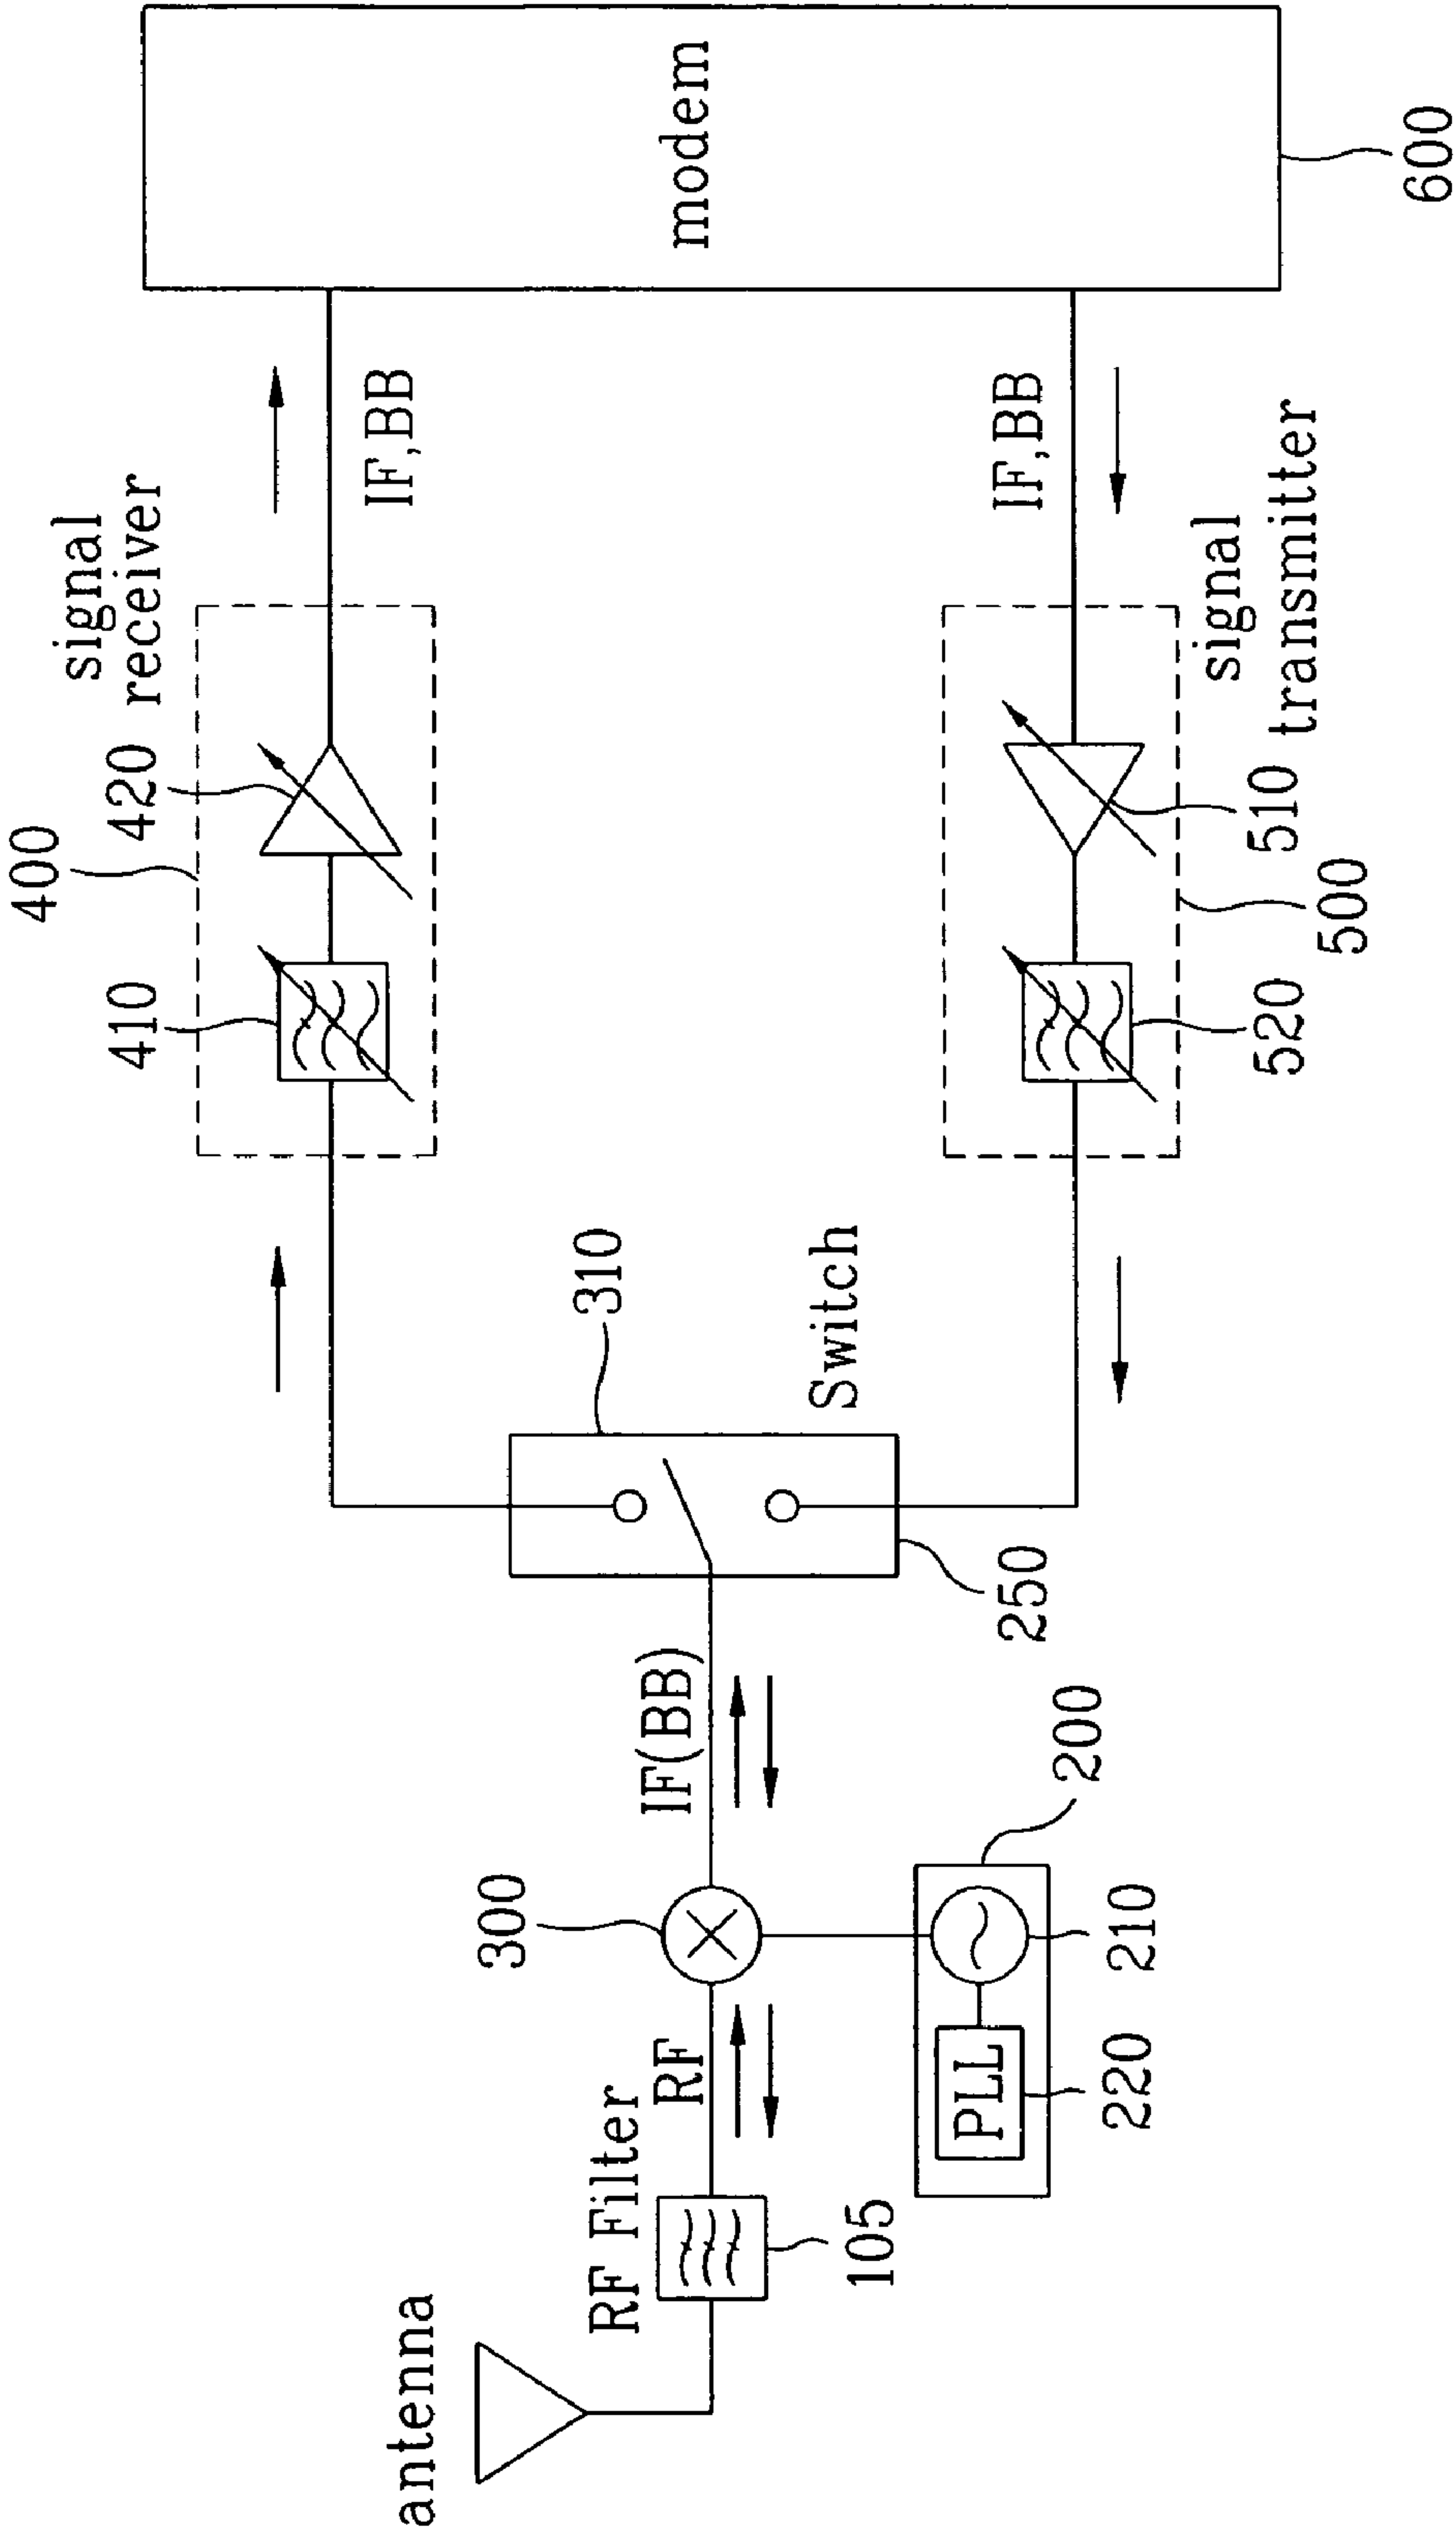 antenna
RF Filter
105
RF
300
PLL
220
210
200
IF(BB)
250
310
Switch
400
410
420
signal
receiver
IF,BB
520
510
500
signal
transmitter
IF,BB
modem
600